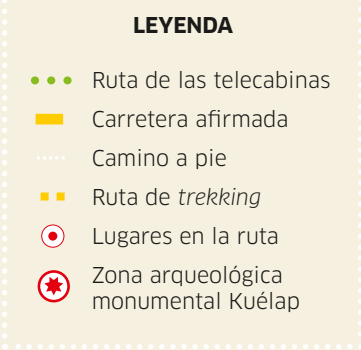 LEYENDA
Ruta de las telecabinas
Carretera afirmada
Camino a pie
Ruta de trekking
Lugares en la ruta
Zona arqueológica
monumental Kuélap